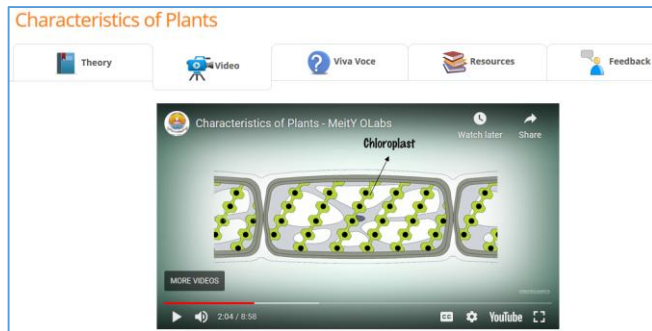 Characteristics of Plants
Theory
Video
Viva Voce
Resources
Feedback
Characteristics of Plants - MeitY OLabs
Watch later
Share
Chloroplast
MORE VIDEOS
2:04 / 8:58
CC
YouTube